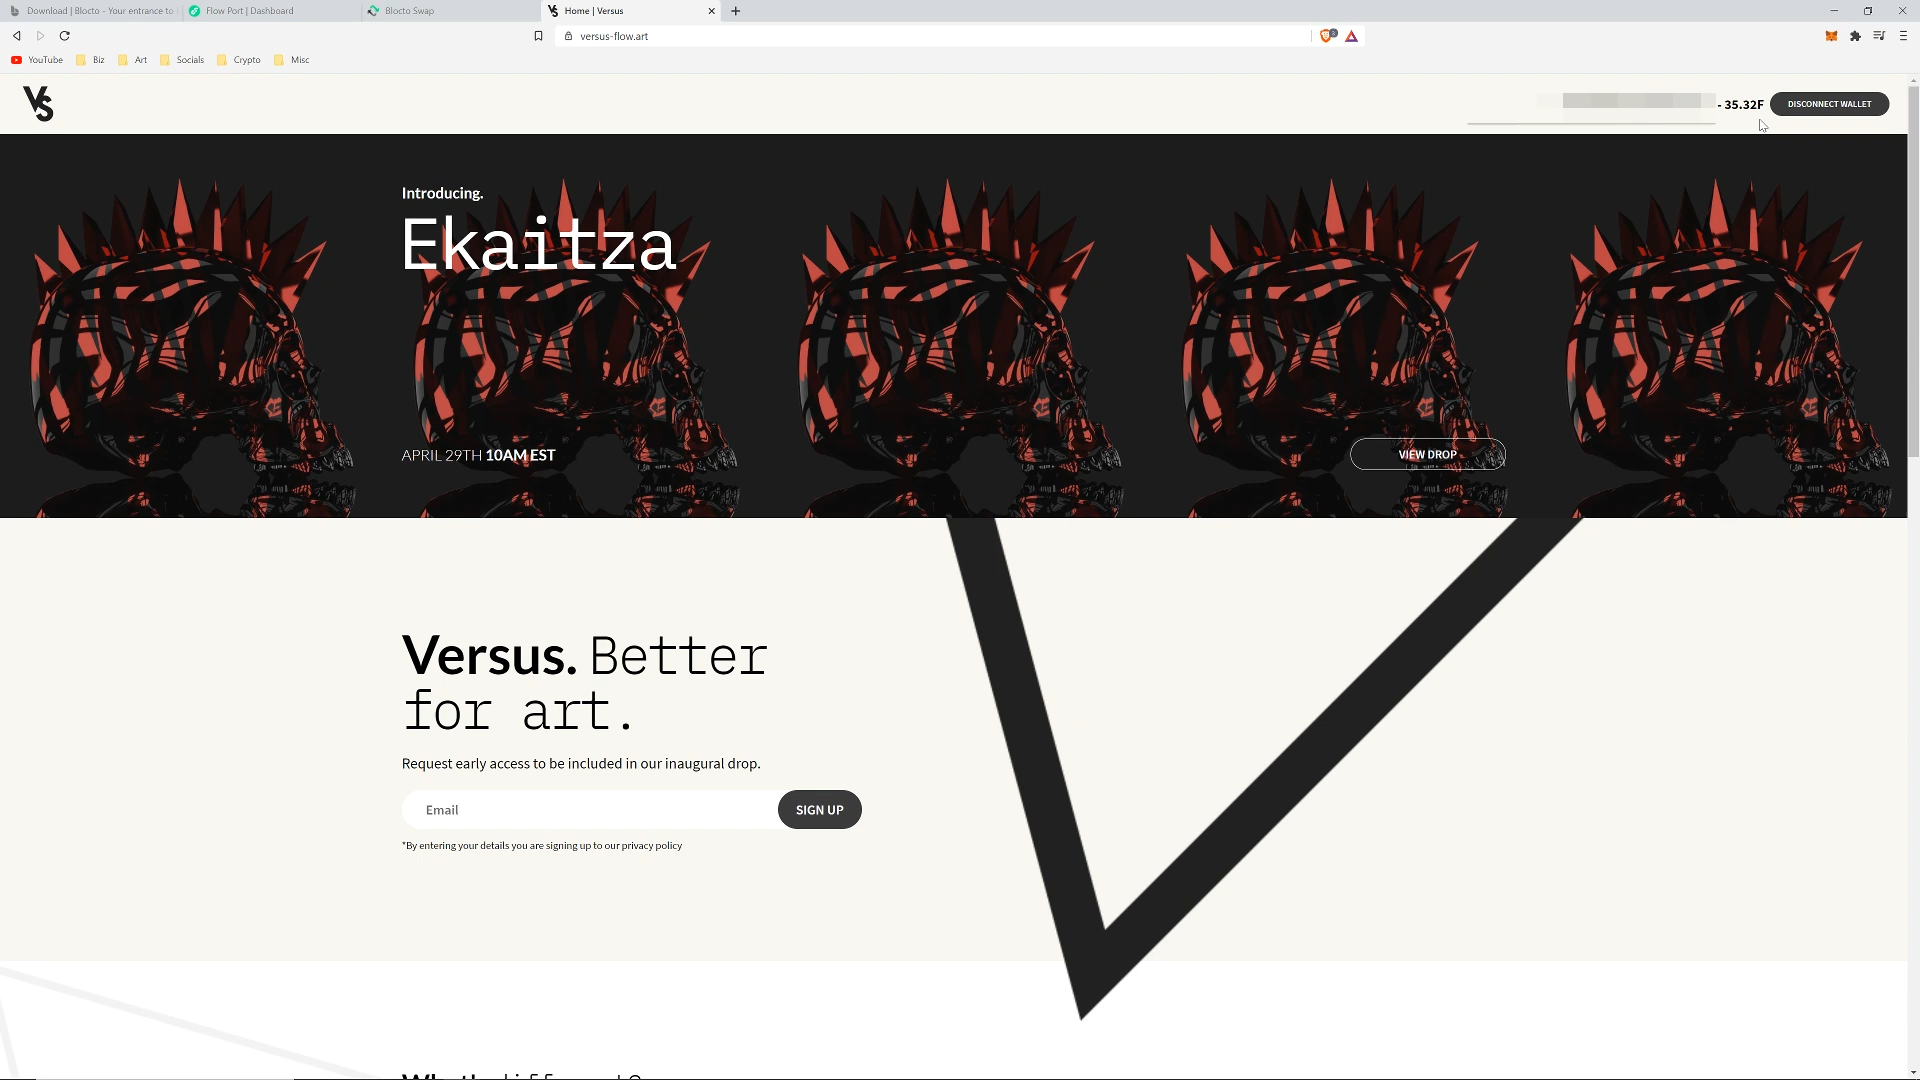 Download | Blocto - Your entrance to
Flow Port | Dashboard
Blocto Swap
Home | Versus
versus-flow.art
YouTube
Biz
Art
Socials
Crypto
Misc
VS
- 35.32F
DISCONNECT WALLET
Introducing.
Ekaitza
APRIL 29TH 10AM EST
VIEW DROP
Versus. Better
for art.
Request early access to be included in our inaugural drop.
Email
SIGN UP
*By entering your details you are signing up to our privacy policy